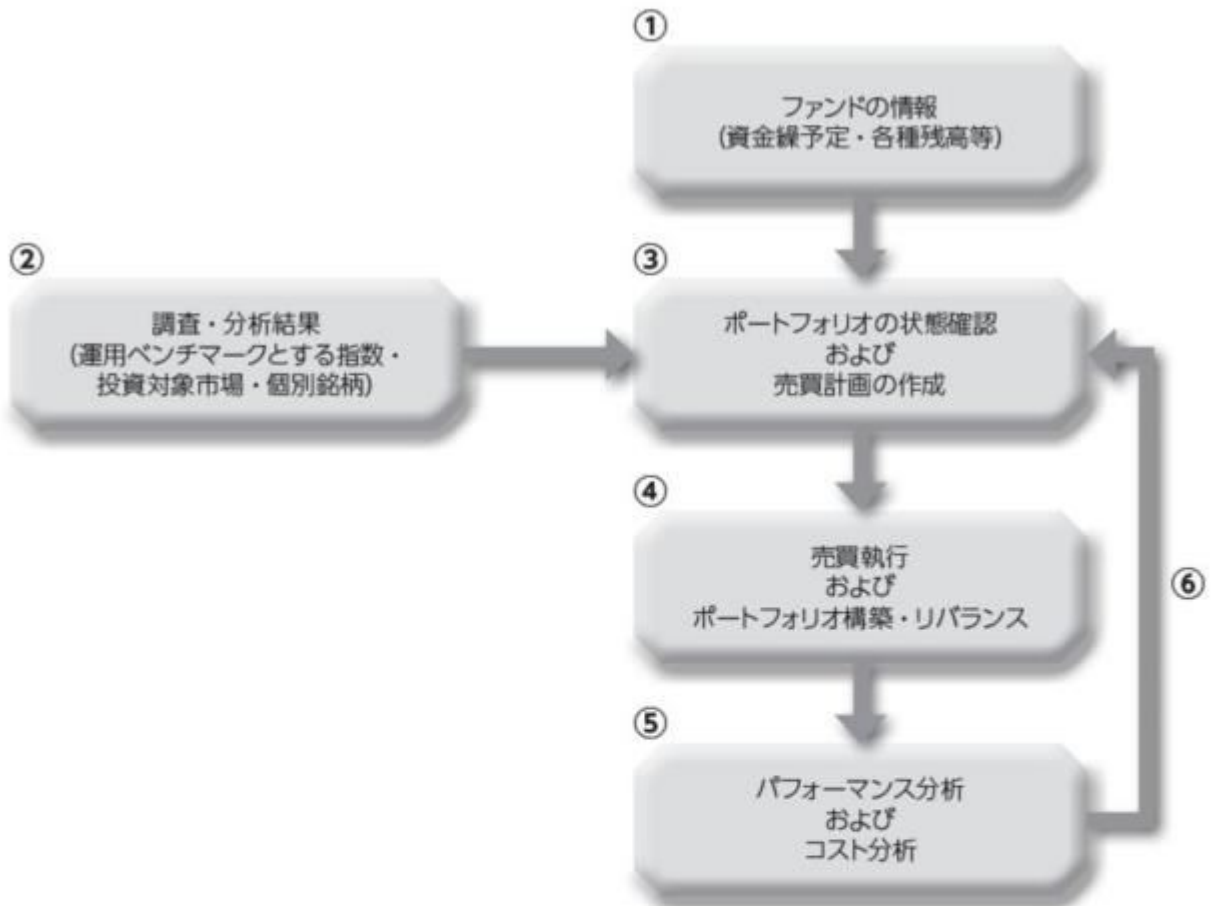 ①
ファンドの情報
(資金繰予定・各種残高等)
②
調査・分析結果
(運用ベンチマークとする指数・
投資対象市場・個別銘柄)
③
ポートフォリオの状態確認
および
売買計画の作成
④
売買執行
および
ポートフォリオ構築・リバランス
⑤
パフォーマンス分析
および
コスト分析
⑥